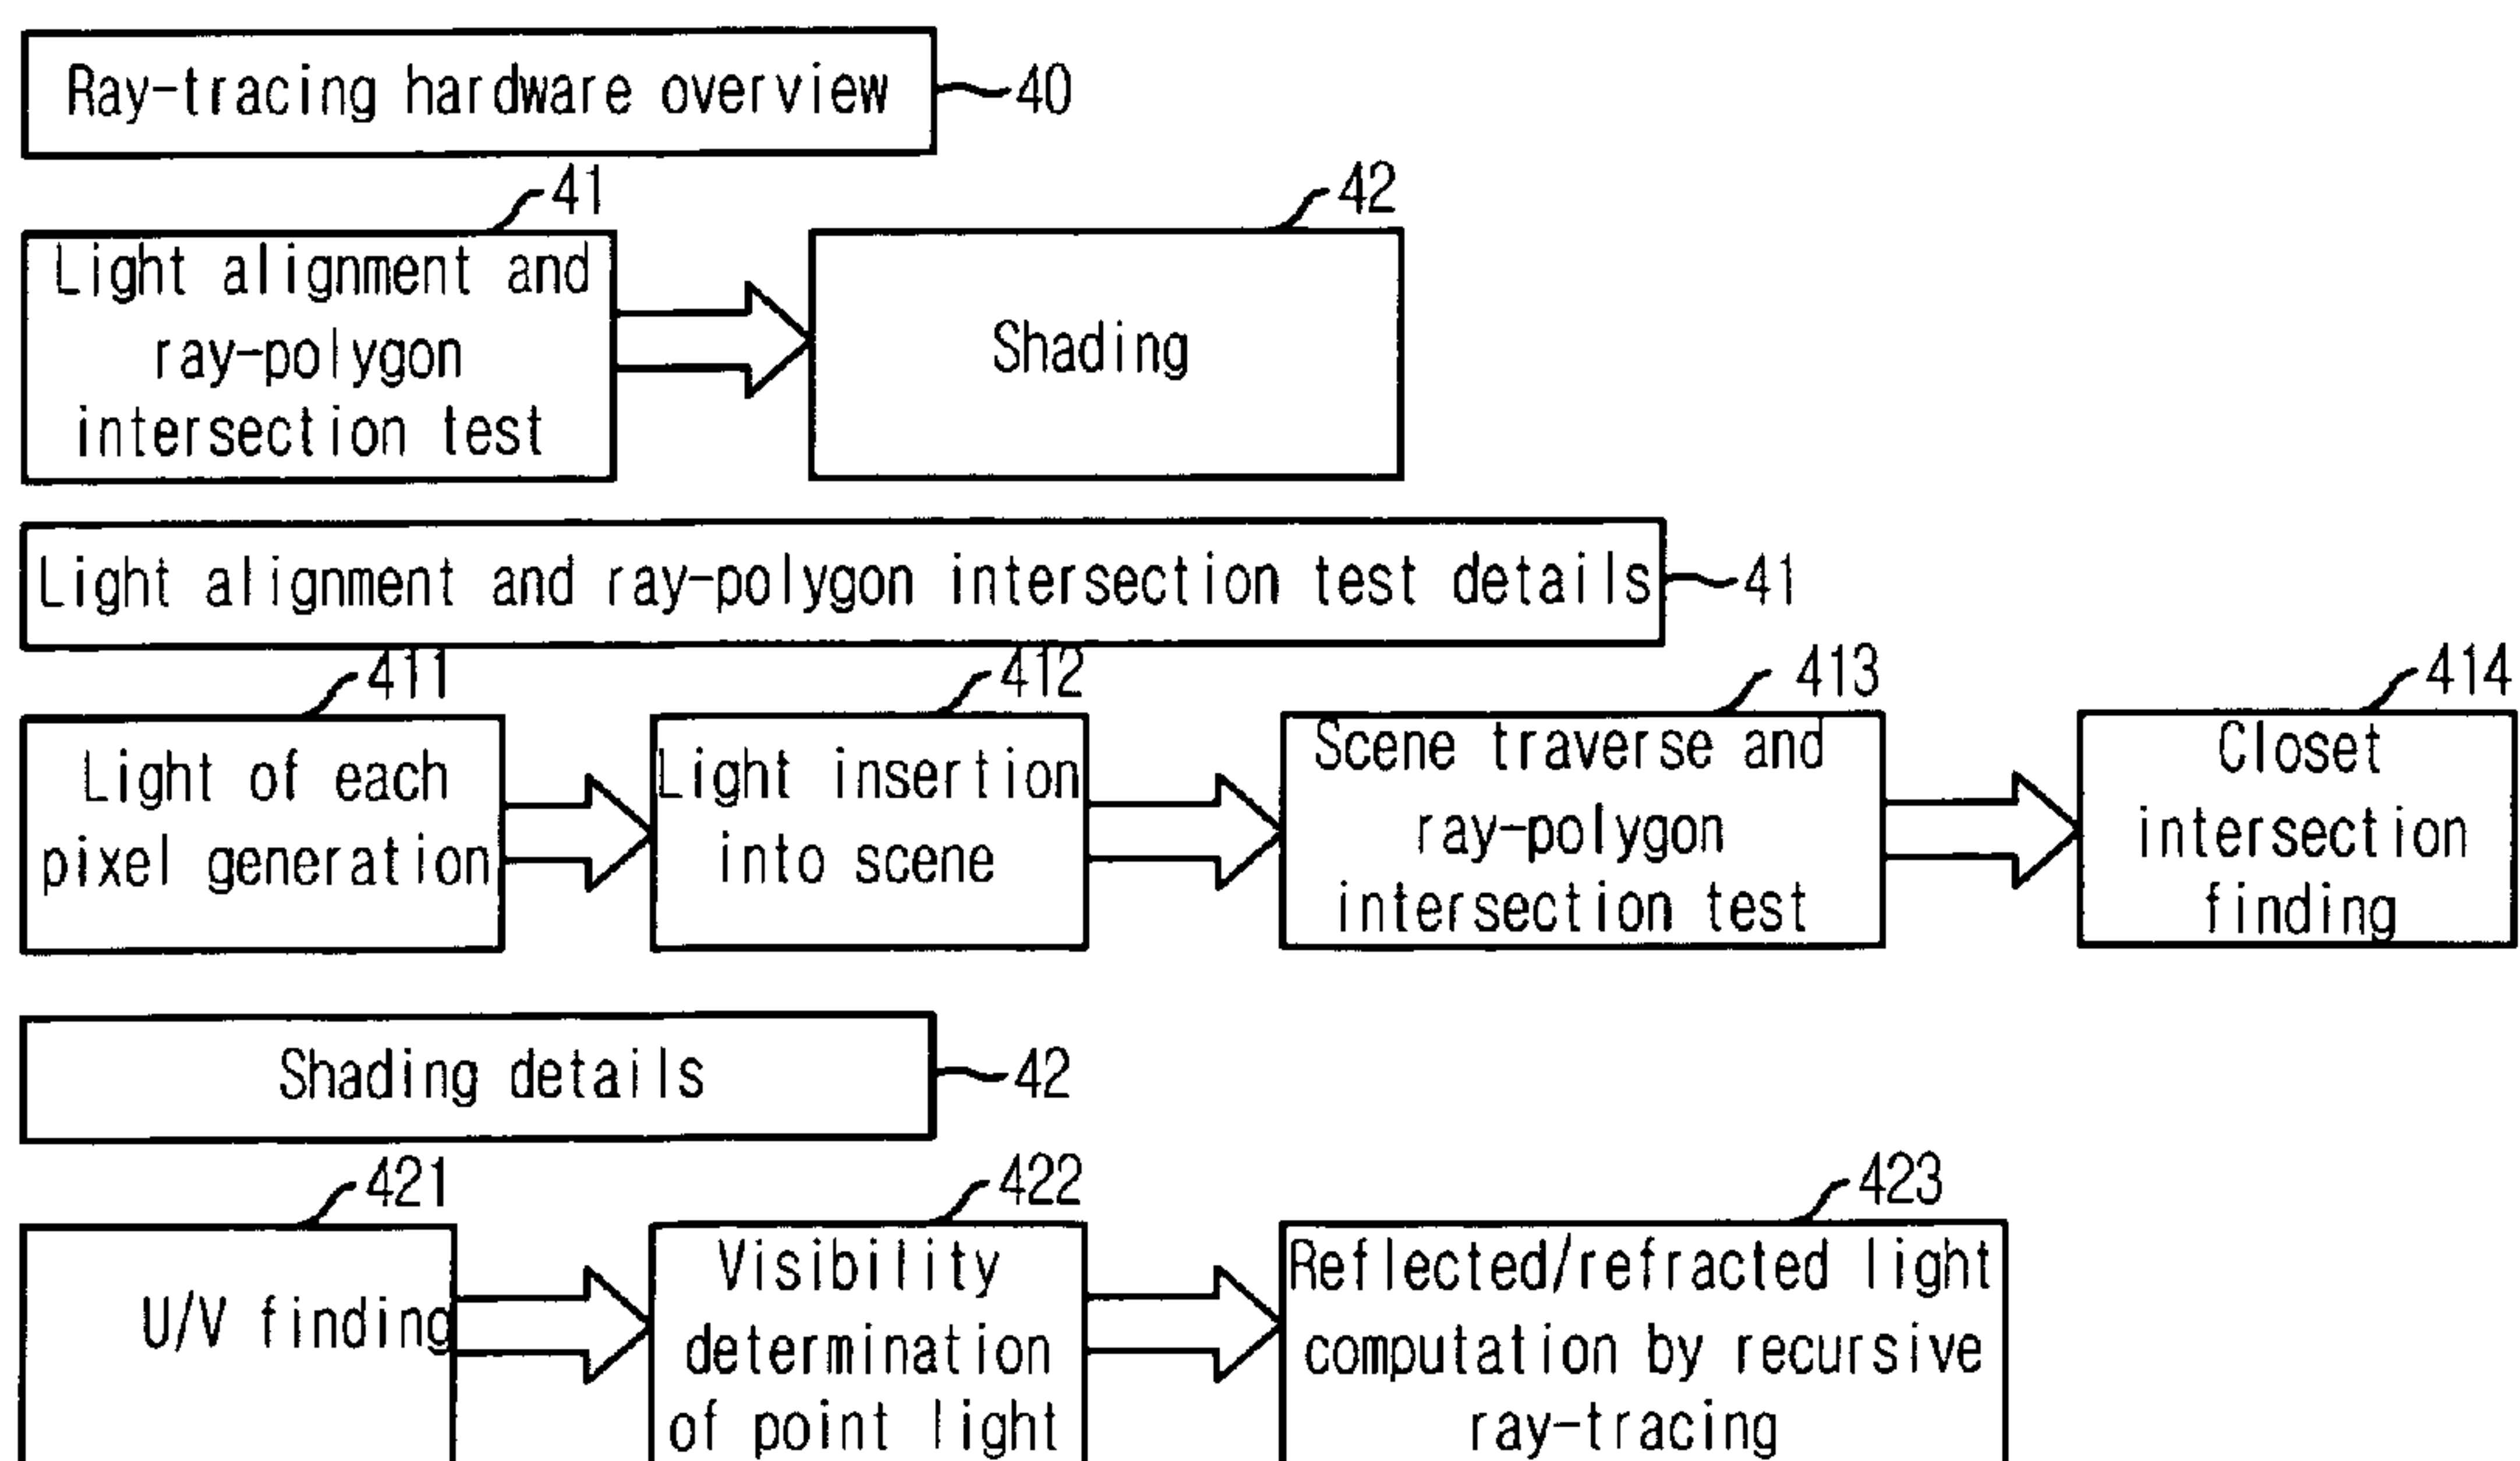 Ray-tracing hardware overview
40
41
42
Light alignment and
ray-polygon
intersection test
Shading
Light alignment and ray-polygon intersection test details
41
411
412
413
414
Light of each
pixel generation
Light insertion
into scene
Scene traverse and
ray-polygon
intersection test
Closet
intersection
finding
Shading details
42
421
422
423
U/V finding
Visibility
determination
of point light
Reflected/refracted light
computation by recursive
ray-tracing